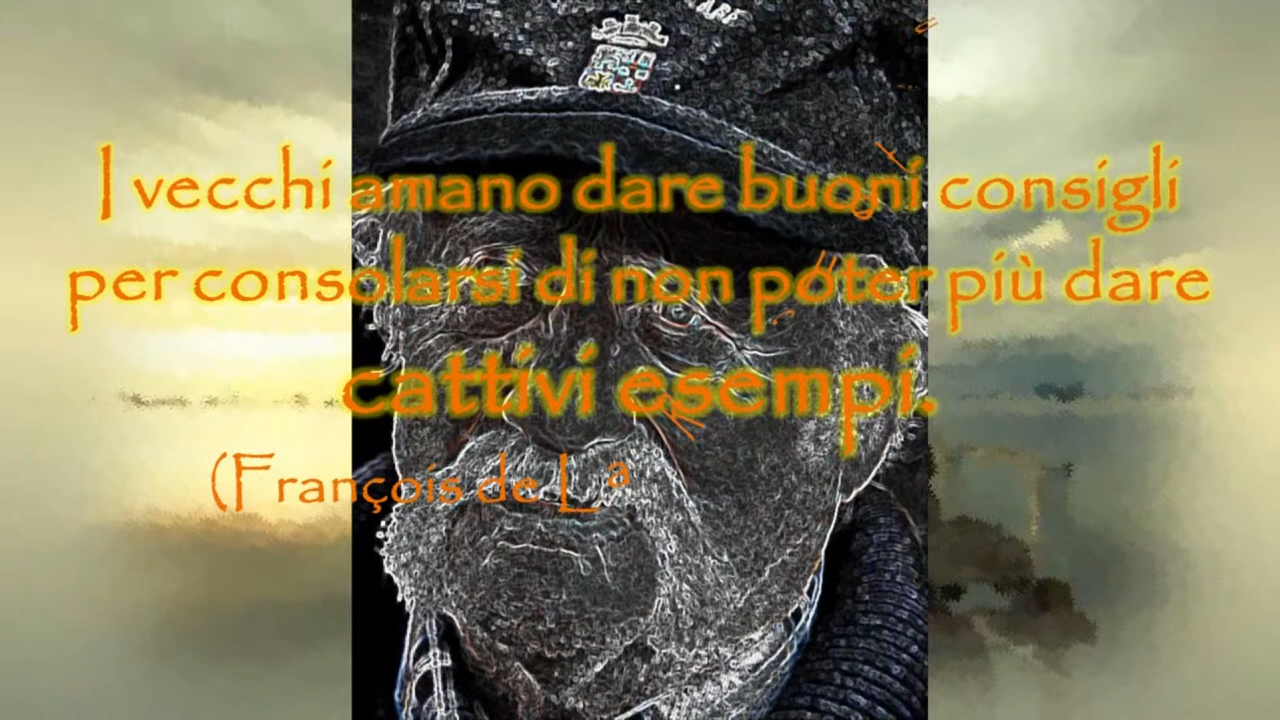 I vecchi amano dare buoni consigli
per consolarsi di non poter più dare
cattivi esempi.
(François de La